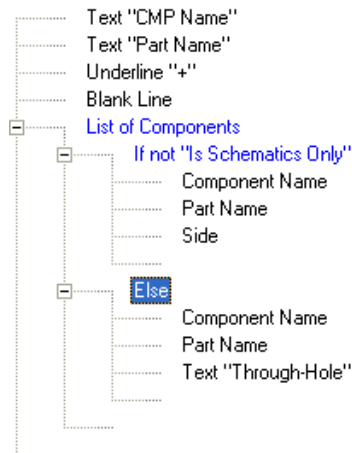 Text "CMP Name"
Text "Part Name"
Underline "+"
Blank Line
List of Components
If not "Is Schematics Only"
Component Name
Part Name
Side
Else
Component Name
Part Name
Text "Through-Hole"